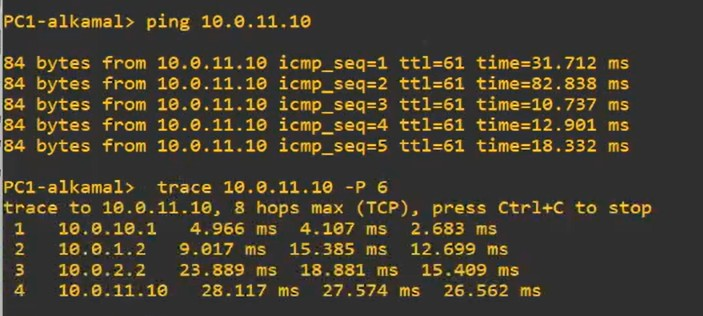 PC1-alkamal> ping 10.0.11.10
84 bytes from 10.0.11.10 icmp_seq=1 ttl=61 time=31.712 ms
84 bytes from 10.0.11.10 icmp_seq=2 ttl=61 time=82.838 ms
84 bytes from 10.0.11.10 icmp_seq=3 ttl=61 time=10.737 ms
84 bytes from 10.0.11.10 icmp_seq=4 ttl=61 time=12.901 ms
84 bytes from 10.0.11.10 icmp_seq=5 ttl=61 time=18.332 ms
PC1-alkamal>  trace 10.0.11.10 -P 6
trace to 10.0.11.10, 8 hops max (TCP), press Ctrl+C to stop
1   10.0.10.1   4.966 ms  4.107 ms  2.683 ms
2   10.0.1.2   9.017 ms  15.385 ms  12.699 ms
3   10.0.2.2   23.889 ms  18.881 ms  15.409 ms
4   10.0.11.10   28.117 ms  27.574 ms  26.562 ms